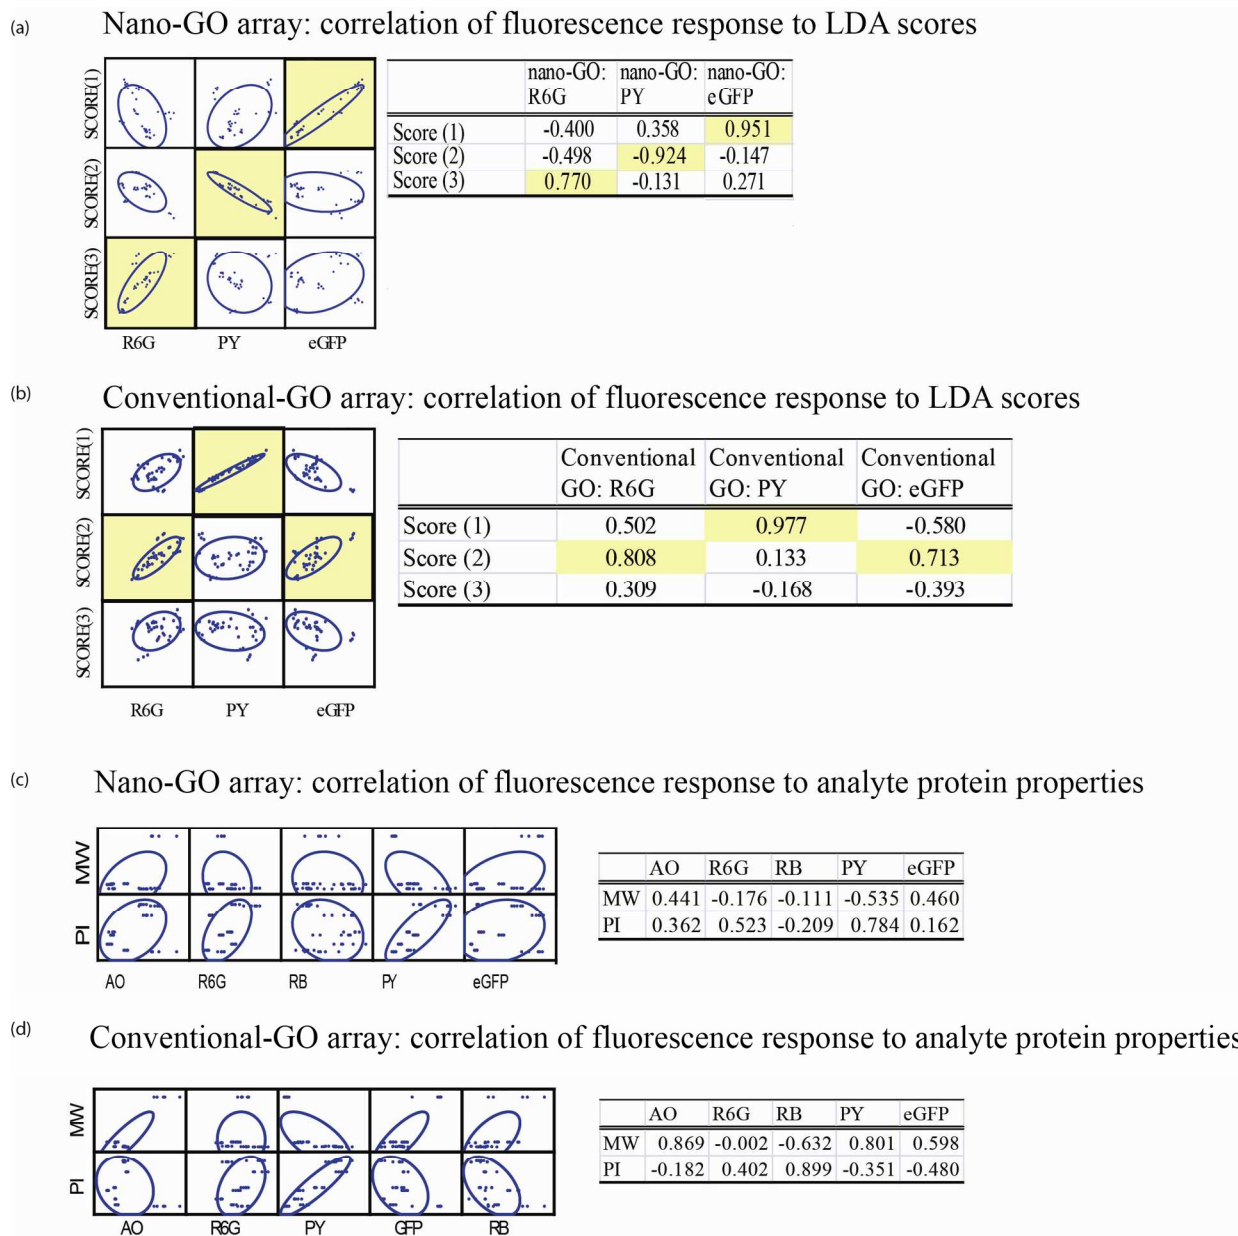 (a)
Nano-GO array: correlation of fluorescence response to LDA scores
SCORE(1)
SCORE(2)
SCORE(3)
R6G PY eGFP
nano-GO: nano-GO: nano-GO:
R6G PY eGFP
Score (1) -0.400 0.358 0.951
Score (2) -0.498 -0.924 -0.147
Score (3) 0.770 -0.131 0.271
(b)
Conventional-GO array: correlation of fluorescence response to LDA scores
SCORE(1)
SCORE(2)
SCORE(3)
R6G PY eGFP
Conventional Conventional Conventional
GO: R6G GO: PY GO: eGFP
Score (1) 0.502 0.977 -0.580
Score (2) 0.808 0.133 0.713
Score (3) 0.309 -0.168 -0.393
(c)
Nano-GO array: correlation of fluorescence response to analyte protein properties
MW
PI
AO R6G RB PY eGFP
AO R6G RB PY eGFP
MW 0.441 -0.176 -0.111 -0.535 0.460
PI 0.362 0.523 -0.209 0.784 0.162
(d)
Conventional-GO array: correlation of fluorescence response to analyte protein properties
MW
PI
AO R6G PY GFP RB
AO R6G RB PY eGFP
MW 0.869 -0.002 -0.632 0.801 0.598
PI -0.182 0.402 0.899 -0.351 -0.480